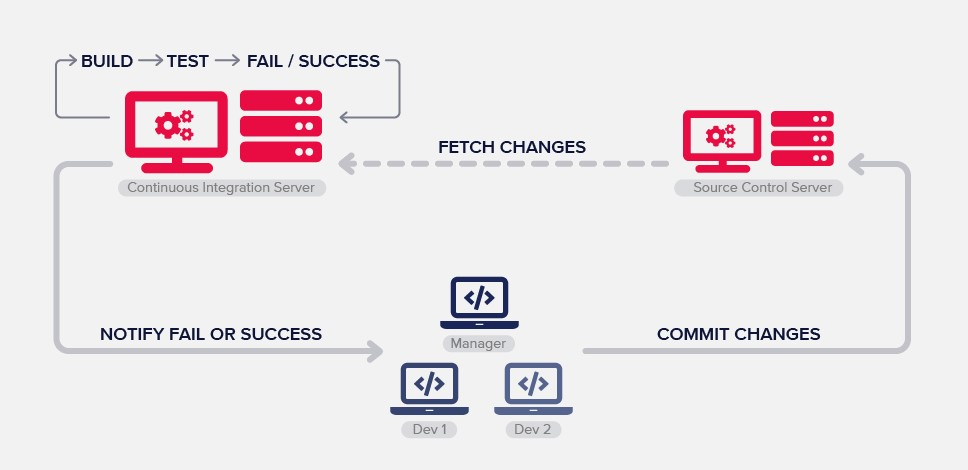 BUILD TEST FAIL / SUCCESS
FETCH CHANGES
Continuous Integration Server
Source Control Server
NOTIFY FAIL OR SUCCESS
COMMIT CHANGES
Manager
Dev 1
Dev 2